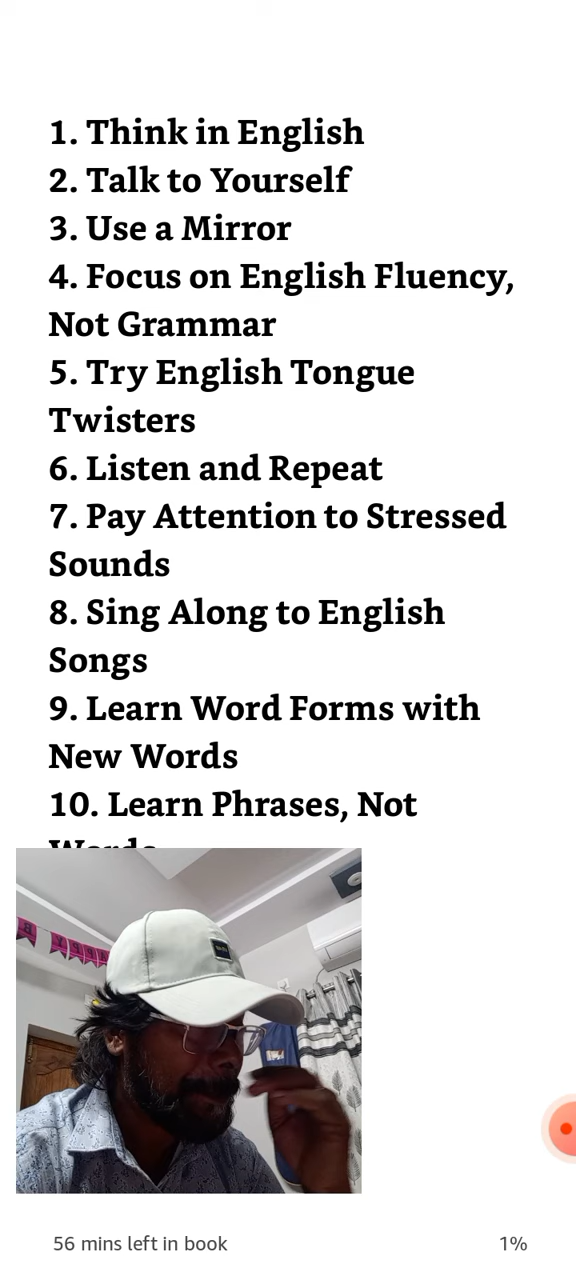 1. Think in English
2. Talk to Yourself
3. Use a Mirror
4. Focus on English Fluency,
Not Grammar
5. Try English Tongue
Twisters
6. Listen and Repeat
7. Pay Attention to Stressed
Sounds
8. Sing Along to English
Songs
9. Learn Word Forms with
New Words
10. Learn Phrases, Not
Words
56 mins left in book
1%